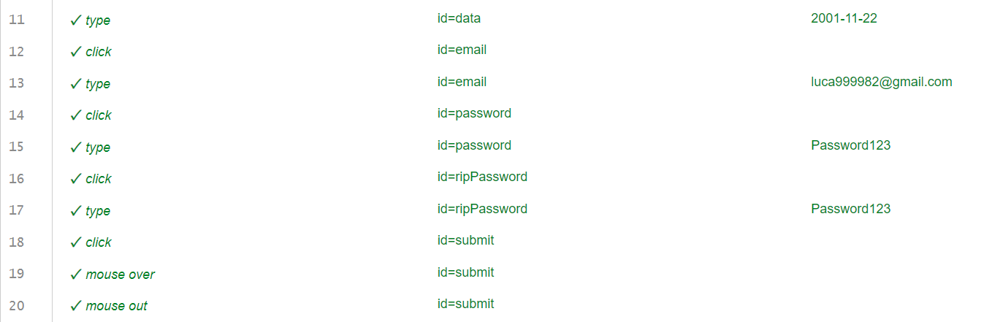 11 ✓ type id=data 2001-11-22
12 ✓ click id=email
13 ✓ type id=email luca999982@gmail.com
14 ✓ click id=password
15 ✓ type id=password Password123
16 ✓ click id=ripPassword
17 ✓ type id=ripPassword Password123
18 ✓ click id=submit
19 ✓ mouse over id=submit
20 ✓ mouse out id=submit